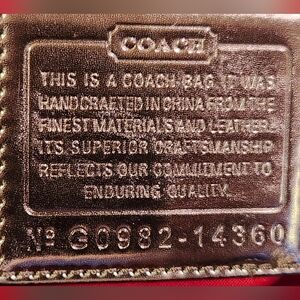 COACH
THIS IS A COACH BAG. IT WAS
HANDCRAFTED IN CHINA FROM THE
FINEST MATERIALS AND LEATHER.
ITS SUPERIOR CRAFTSMANSHIP
REFLECTS OUR COMMITMENT TO
ENDURING QUALITY.
Nº G0982-14360